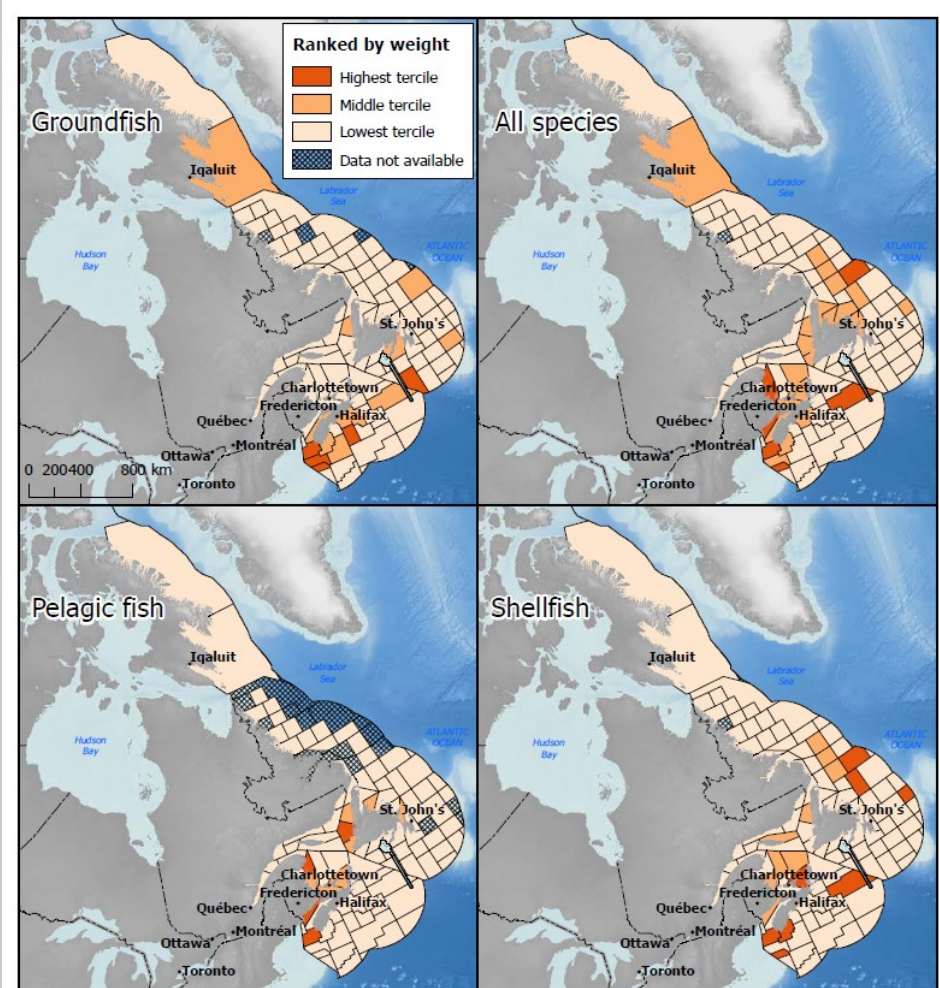 Ranked by weight
Highest tercile
Middle tercile
Lowest tercile
Data not available
Groundfish
Iqaluit
Labrador
Sea
Hudson
Bay
ATLANTIC
OCEAN
St. John's
Charlottetown
Fredericton
Halifax
Québec
Montréal
Ottawa
0 200400 800 km
Toronto
All species
Iqaluit
Labrador
Sea
Hudson
Bay
ATLANTIC
OCEAN
St. John's
Charlottetown
Fredericton
Halifax
Québec
Montréal
Ottawa
Toronto
Pelagic fish
Iqaluit
Labrador
Sea
Hudson
Bay
ATLANTIC
OCEAN
St. John's
Charlottetown
Fredericton
Halifax
Québec
Montréal
Ottawa
Toronto
Shellfish
Iqaluit
Labrador
Sea
Hudson
Bay
ATLANTIC
OCEAN
St. John's
Charlottetown
Fredericton
Halifax
Québec
Montréal
Ottawa
Toronto